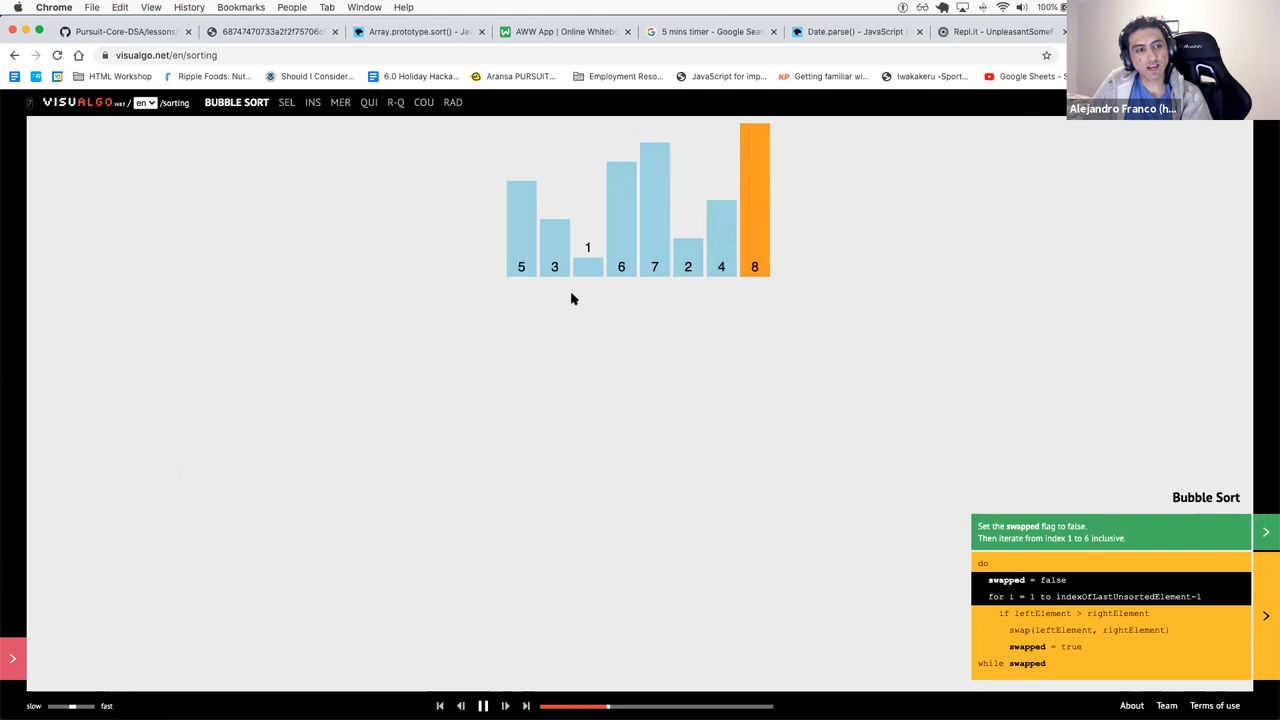 Chrome File Edit View History Bookmarks People Tab Window Help 100%
Pursuit-Core-DSA/lessons/ 68747470733a2f2f75706c Array.prototype.sort() - Jav AWW App | Online Whitebo 5 mins timer - Google Sear Date.parse() - JavaScript | Repl.it - UnpleasantSomeF
visualgo.net/en/sorting
HTML Workshop Ripple Foods: Nut... Should I Consider... 6.0 Holiday Hacka... Aransa PURSUIT... Employment Reso... JavaScript for imp... Getting familiar wi... Iwakakeru -Sport... Google Sheets - S
Alejandro Franco (h...
7 VISUALGO.NET / en /sorting BUBBLE SORT SEL INS MER QUI R-Q COU RAD
1
5 3 6 7 2 4 8
Bubble Sort
Set the swapped flag to false.
Then iterate from index 1 to 6 inclusive.
do
swapped = false
for i = 1 to indexOfLastUnsortedElement-1
if leftElement > rightElement
swap(leftElement, rightElement)
swapped = true
while swapped
slow fast About Team Terms of use